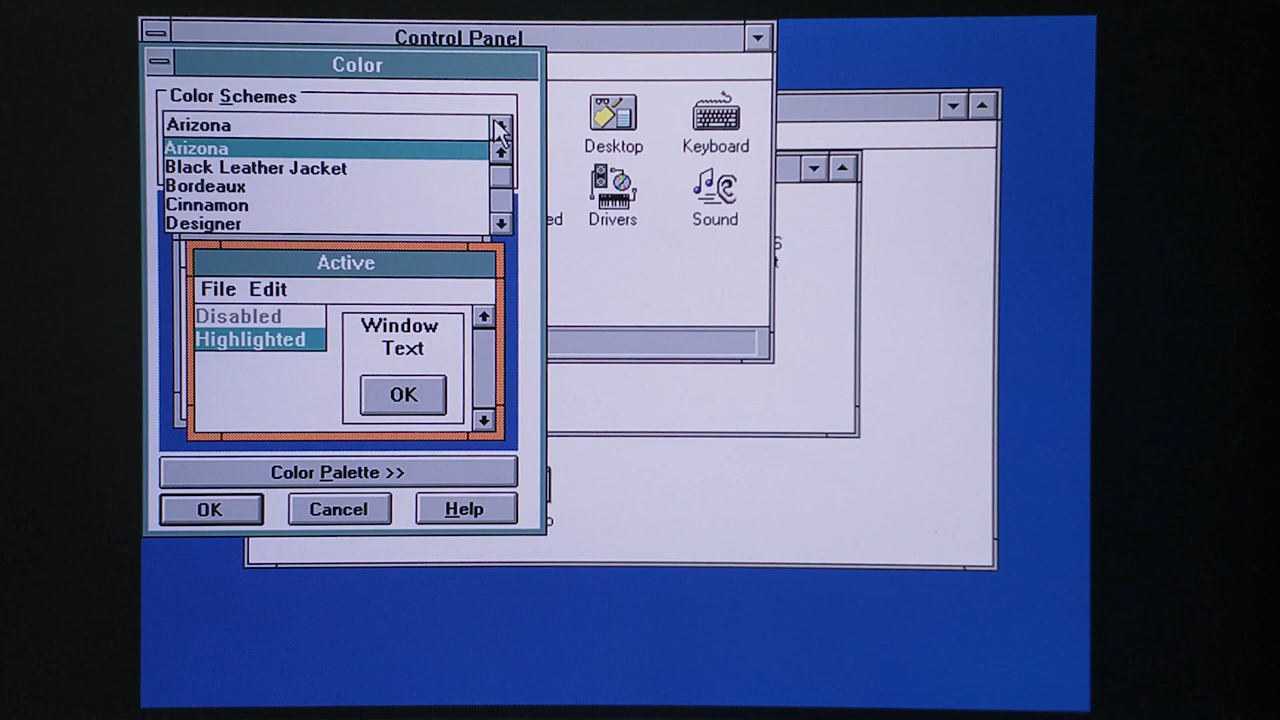 Control Panel
Color
Color Schemes
Arizona
Arizona
Black Leather Jacket
Bordeaux
Cinnamon
Designer
Active
File Edit
Disabled
Highlighted
Window
Text
OK
Color Palette >>
OK Cancel Help
Desktop Keyboard
ed Drivers Sound